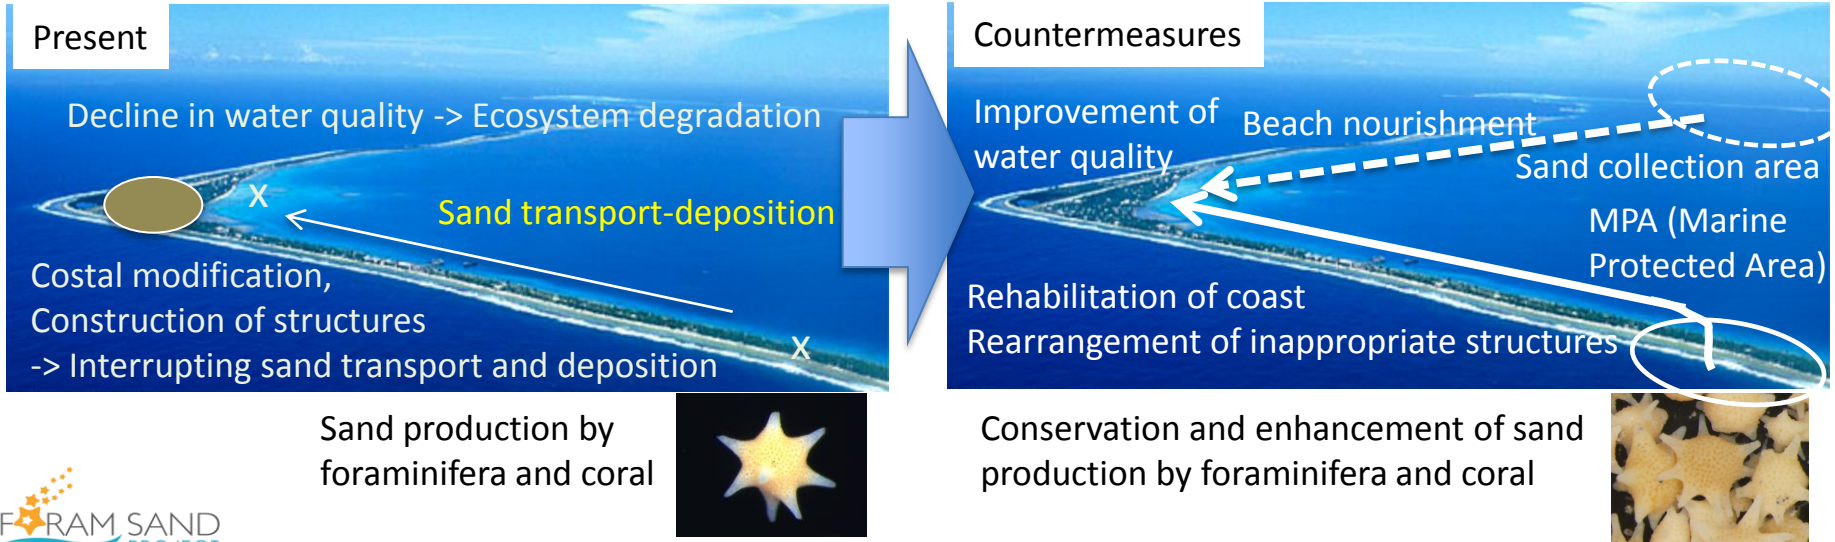 Present
Decline in water quality -> Ecosystem degradation
X
Sand transport-deposition
Costal modification,
Construction of structures
-> Interrupting sand transport and deposition
X
Sand production by
foraminifera and coral
FORAM SAND
PROJECT
Countermeasures
Improvement of
water quality
Beach nourishment
Sand collection area
MPA (Marine
Protected Area)
Rehabilitation of coast
Rearrangement of inappropriate structures
Conservation and enhancement of sand
production by foraminifera and coral